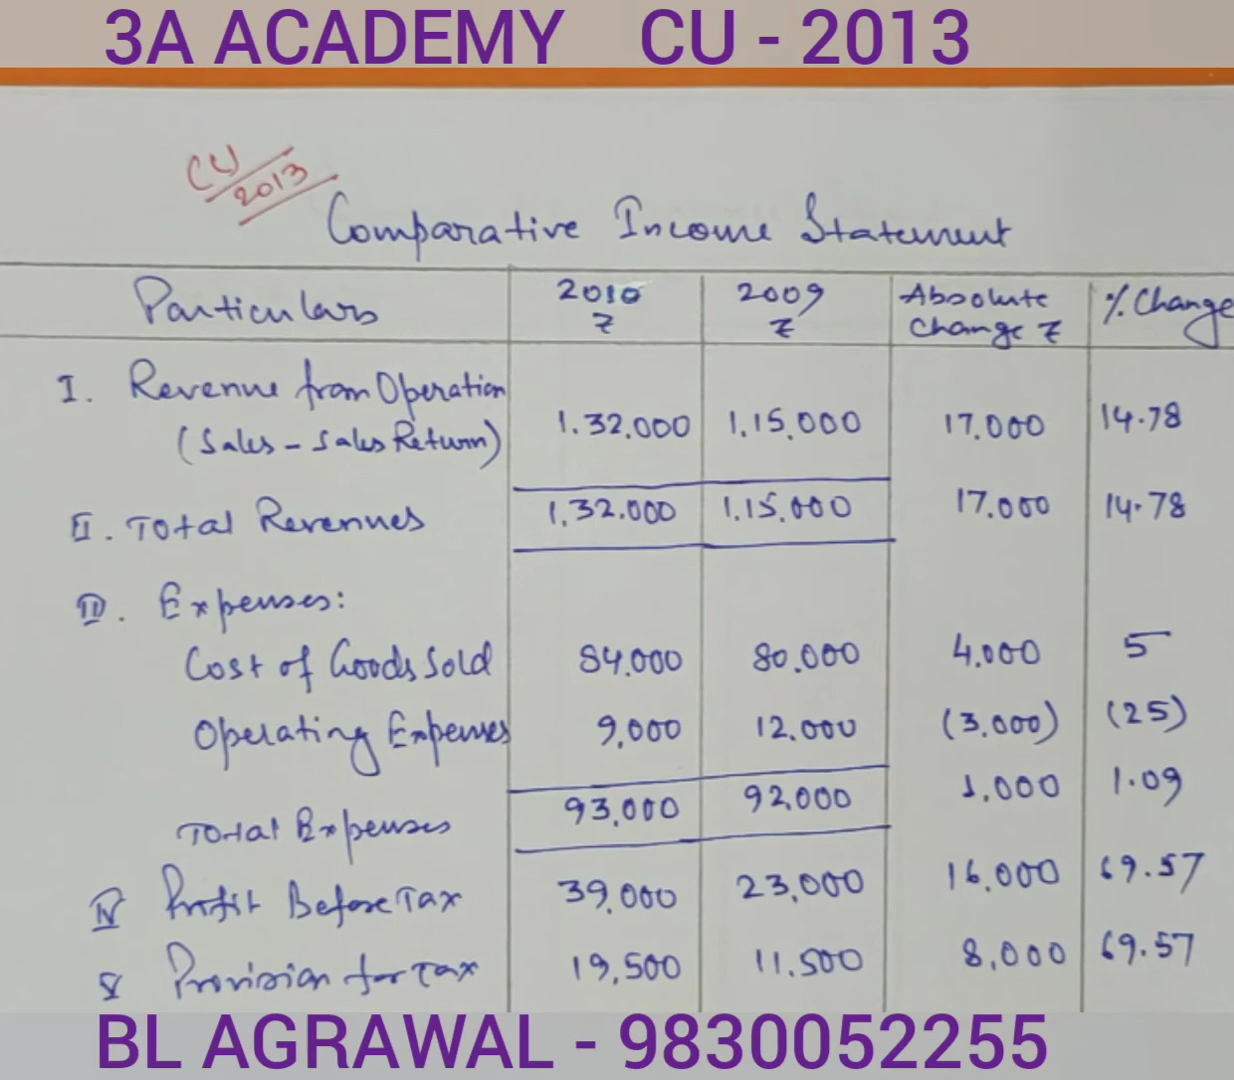 3A ACADEMY CU - 2013
CU/2013
Comparative Income Statement
Particulars 2010 ₹ 2009 ₹ Absolute Change ₹ % Change
I. Revenue from Operation
(Sales - Sales Return) 1,32,000 1,15,000 17,000 14.78
II. Total Revenues 1,32,000 1,15,000 17,000 14.78
III. Expenses:
Cost of Goods Sold 84,000 80,000 4,000 5
Operating Expenses 9,000 12,000 (3,000) (25)
Total Expenses 93,000 92,000 1,000 1.09
IV Profit Before Tax 39,000 23,000 16,000 69.57
V Provision for Tax 19,500 11,500 8,000 69.57
BL AGRAWAL - 9830052255